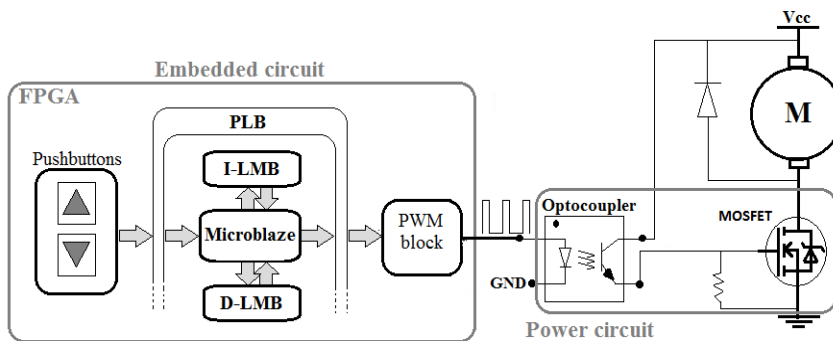 Vcc
Embedded circuit
FPGA
PLB
Pushbuttons
I-LMB
M
Optocoupler
MOSFET
Microblaze
PWM
block
GND
D-LMB
Power circuit